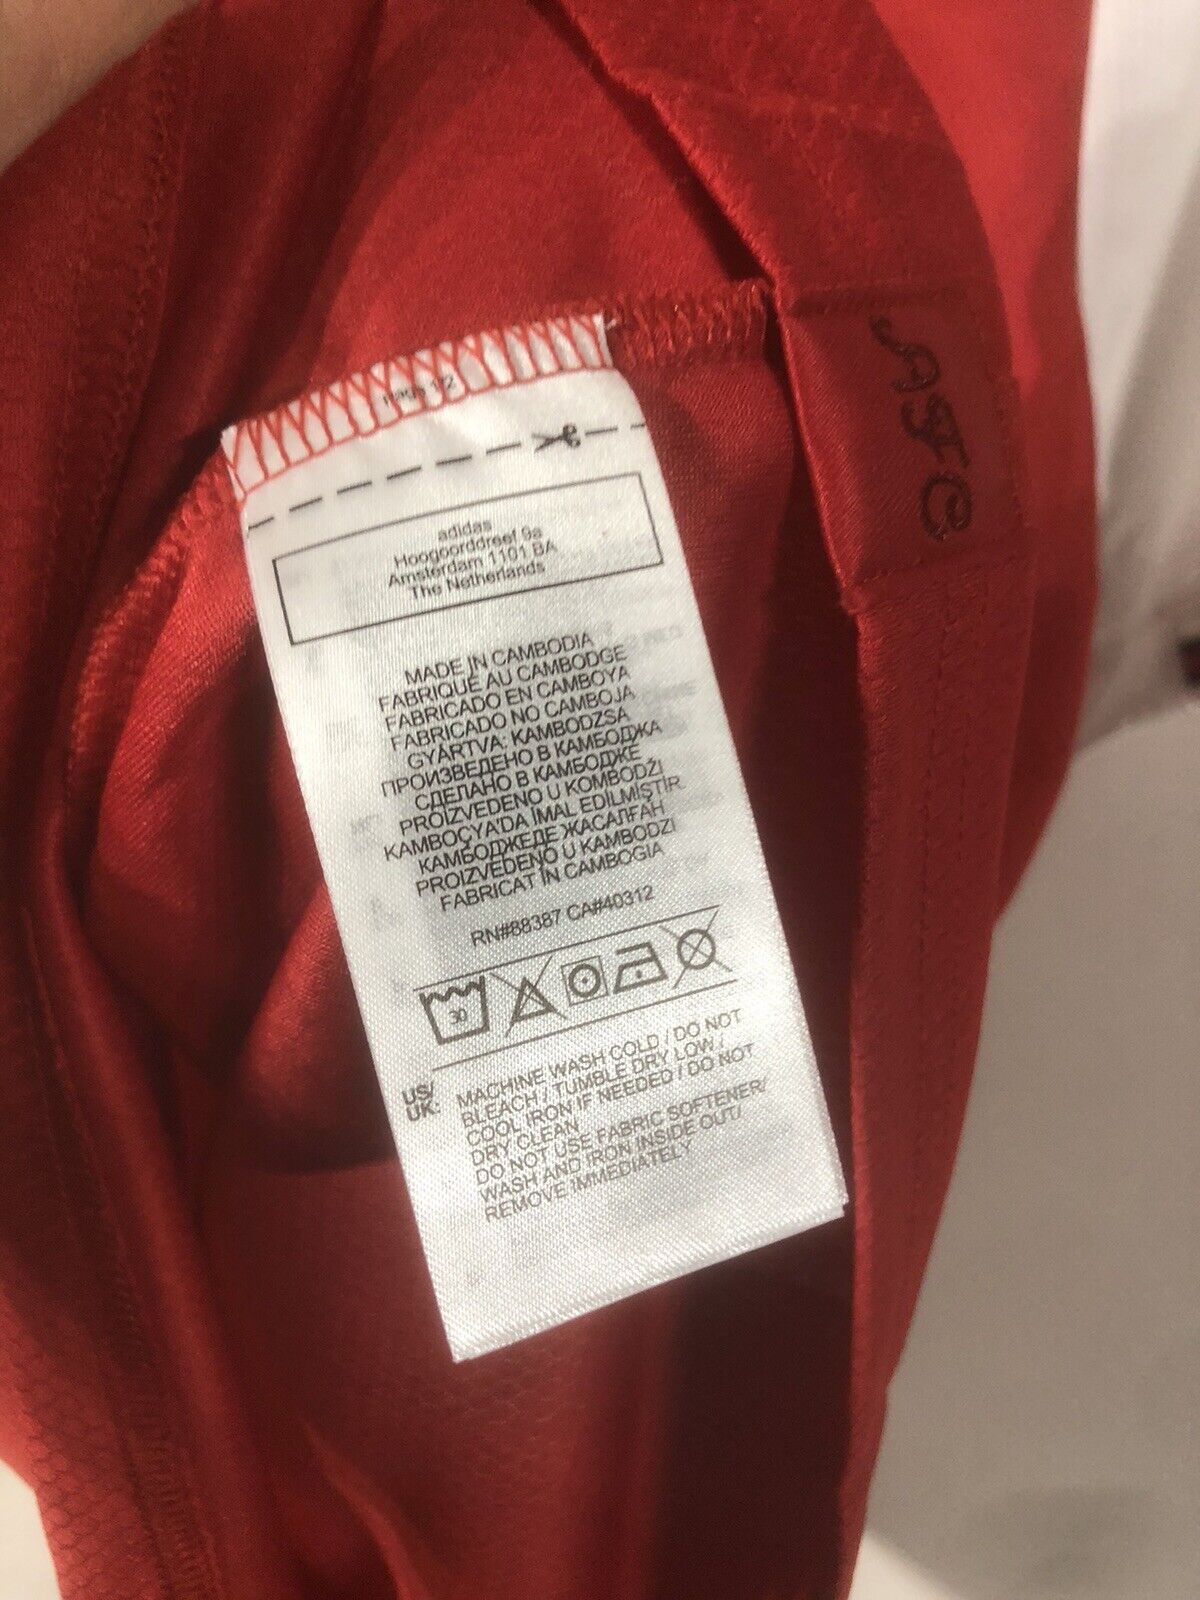 page 1/2
adidas
Hoogoorddreef 9a
Amsterdam 1101 BA
The Netherlands
MADE IN CAMBODIA
FABRIQUÉ AU CAMBODGE
FABRICADO EN CAMBOYA
FABRICADO NO CAMBOJA
GYÁRTVA: KAMBODZSA
ПРОИЗВЕДЕНО В КАМБОДЖА
СДЕЛАНО В КАМБОДЖЕ
PROIZVEDENO U KOMBODŽI
KAMBOÇYA'DA İMAL EDİLMİŞTİR
КАМБОДЖЕДЕ ЖАСАЛҒАН
PROIZVEDENO U KAMBODZI
FABRICAT ÎN CAMBOGIA
RN#88387 CA#40312
30
US/ UK: MACHINE WASH COLD / DO NOT
BLEACH / TUMBLE DRY LOW /
COOL IRON IF NEEDED / DO NOT
DRY CLEAN
DO NOT USE FABRIC SOFTENER/
WASH AND IRON INSIDE OUT/
REMOVE IMMEDIATELY
AFC